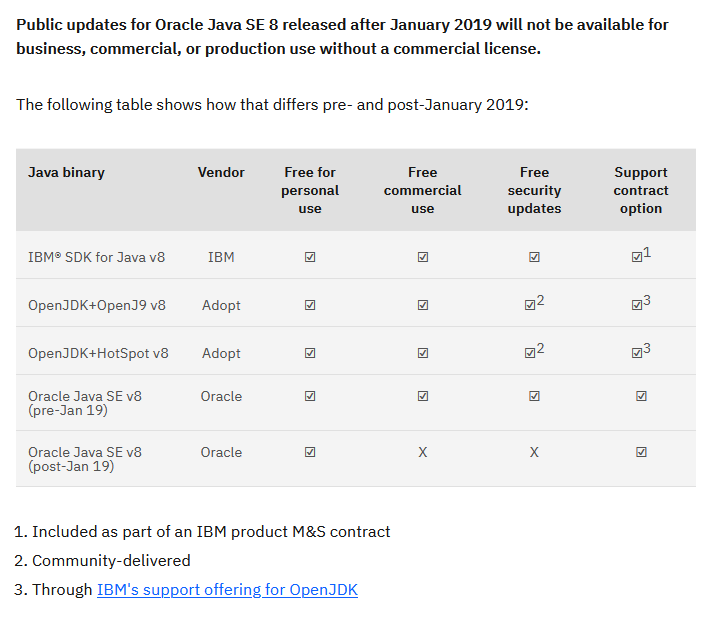 Public updates for Oracle Java SE 8 released after January 2019 will not be available for
business, commercial, or production use without a commercial license.
The following table shows how that differs pre- and post-January 2019:
Java binary Vendor Free for personal use Free commercial use Free security updates Support contract option
IBM® SDK for Java v8 IBM ☑ ☑ ☑ ☑1
OpenJDK+OpenJ9 v8 Adopt ☑ ☑ ☑2 ☑3
OpenJDK+HotSpot v8 Adopt ☑ ☑ ☑2 ☑3
Oracle Java SE v8 (pre-Jan 19) Oracle ☑ ☑ ☑ ☑
Oracle Java SE v8 (post-Jan 19) Oracle ☑ X X ☑
1. Included as part of an IBM product M&S contract
2. Community-delivered
3. Through IBM's support offering for OpenJDK